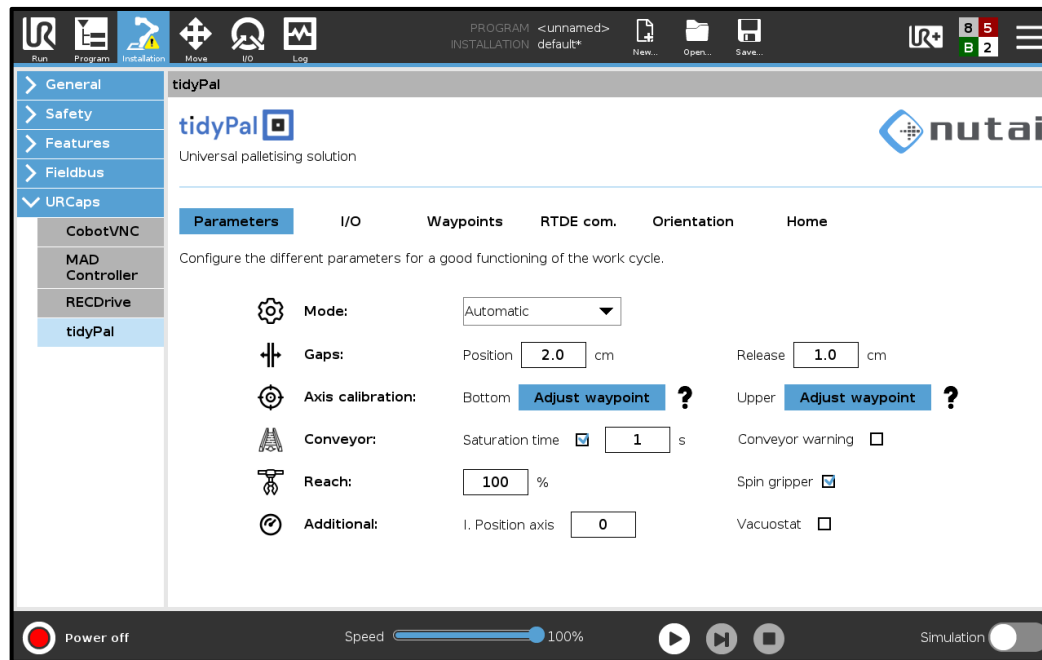 PROGRAM <unnamed>
INSTALLATION default*
Run Program Installation Move I/O Log New... Open... Save...
UR+
8 5
B 2
General
Safety
Features
Fieldbus
URCaps
CobotVNC
MAD
Controller
RECDrive
tidyPal
tidyPal
tidyPal
Universal palletising solution
nutai
Parameters I/O Waypoints RTDE com. Orientation Home
Configure the different parameters for a good functioning of the work cycle.
Mode: Automatic
Gaps: Position 2.0 cm Release 1.0 cm
Axis calibration: Bottom Adjust waypoint ? Upper Adjust waypoint ?
Conveyor: Saturation time 1 s Conveyor warning
Reach: 100 % Spin gripper
Additional: I. Position axis 0 Vacuostat
Power off Speed 100% Simulation